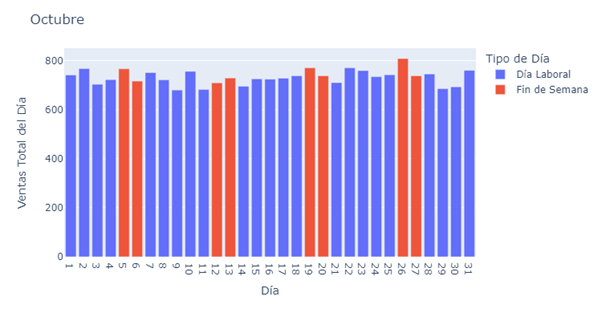 Octubre
Tipo de Día
Día Laboral
Fin de Semana
Ventas Total del Día
800
600
400
200
0
1 2 3 4 5 6 7 8 9 10 11 12 13 14 15 16 17 18 19 20 21 22 23 24 25 26 27 28 29 30 31
Día